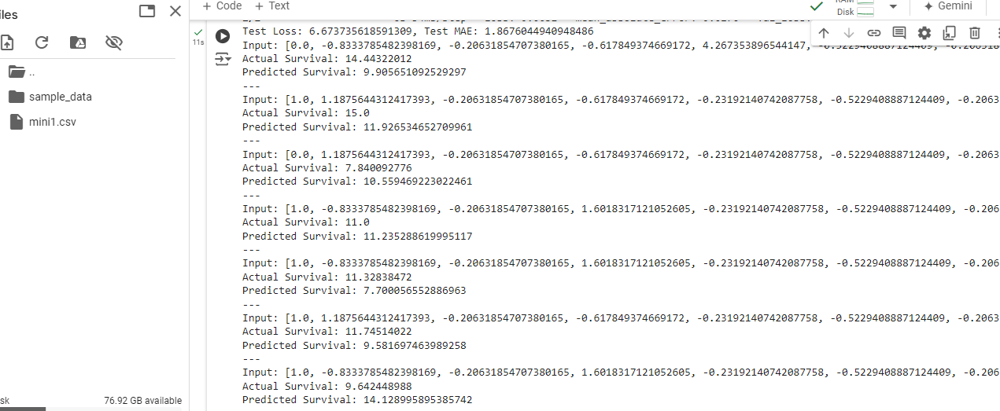 iles
+ Code + Text
RAM
Disk
Gemini
..
sample_data
mini1.csv
sk 76.92 GB available
11s
Test Loss: 6.673735618591309, Test MAE: 1.8676044940948486
Input: [0.0, -0.8333785482398169, -0.20631854707380165, -0.617849374669172, 4.267353896544147, -0.5229408887124409, -0.20631
Actual Survival: 14.44322012
Predicted Survival: 9.905651092529297
---
Input: [1.0, 1.1875644312417393, -0.20631854707380165, -0.617849374669172, -0.23192140742087758, -0.5229408887124409, -0.2063
Actual Survival: 15.0
Predicted Survival: 11.926534652709961
---
Input: [0.0, 1.1875644312417393, -0.20631854707380165, -0.617849374669172, -0.23192140742087758, -0.5229408887124409, -0.2063
Actual Survival: 7.840092776
Predicted Survival: 10.559469223022461
---
Input: [1.0, -0.8333785482398169, -0.20631854707380165, 1.6018317121052605, -0.23192140742087758, -0.5229408887124409, -0.206
Actual Survival: 11.0
Predicted Survival: 11.235288619995117
---
Input: [1.0, -0.8333785482398169, -0.20631854707380165, 1.6018317121052605, -0.23192140742087758, -0.5229408887124409, -0.206
Actual Survival: 11.32838472
Predicted Survival: 7.700056552886963
---
Input: [1.0, 1.1875644312417393, -0.20631854707380165, -0.617849374669172, -0.23192140742087758, -0.5229408887124409, -0.2063
Actual Survival: 11.74514022
Predicted Survival: 9.581697463989258
---
Input: [1.0, -0.8333785482398169, -0.20631854707380165, 1.6018317121052605, -0.23192140742087758, -0.5229408887124409, -0.206
Actual Survival: 9.642448988
Predicted Survival: 14.128995895385742